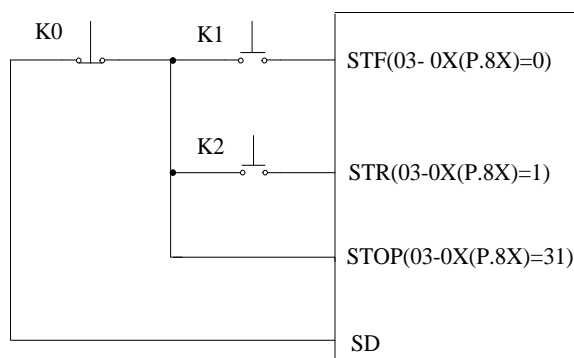 K0
K1
STF(03- 0X(P.8X)=0)
K2
STR(03-0X(P.8X)=1)
STOP(03-0X(P.8X)=31)
SD